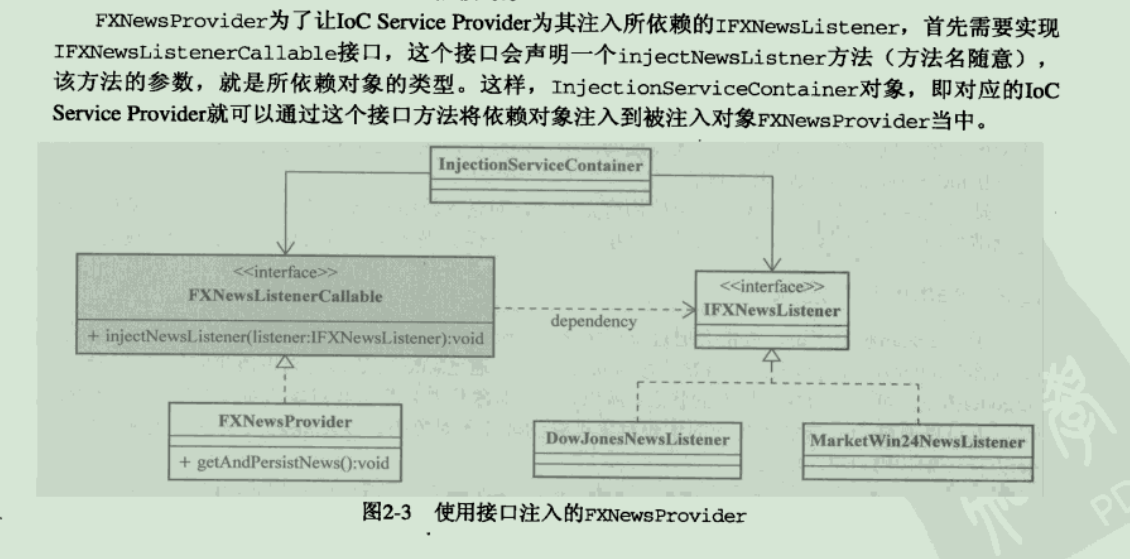 FXNewsProvider为了让IoC Service Provider为其注入所依赖的IFXNewsListener，首先需要实现
IFXNewsListenerCallable接口，这个接口会声明一个injectNewsListner方法（方法名随意），
该方法的参数，就是所依赖对象的类型。这样，InjectionServiceContainer对象，即对应的IoC
Service Provider就可以通过这个接口方法将依赖对象注入到被注入对象FXNewsProvider当中。
InjectionServiceContainer
<<interface>>
FXNewsListenerCallable
+ injectNewsListener(listener:IFXNewsListener):void
dependency
<<interface>>
IFXNewsListener
FXNewsProvider
+ getAndPersistNews():void
DowJonesNewsListener
MarketWin24NewsListener
图2-3 使用接口注入的FXNewsProvider
PD